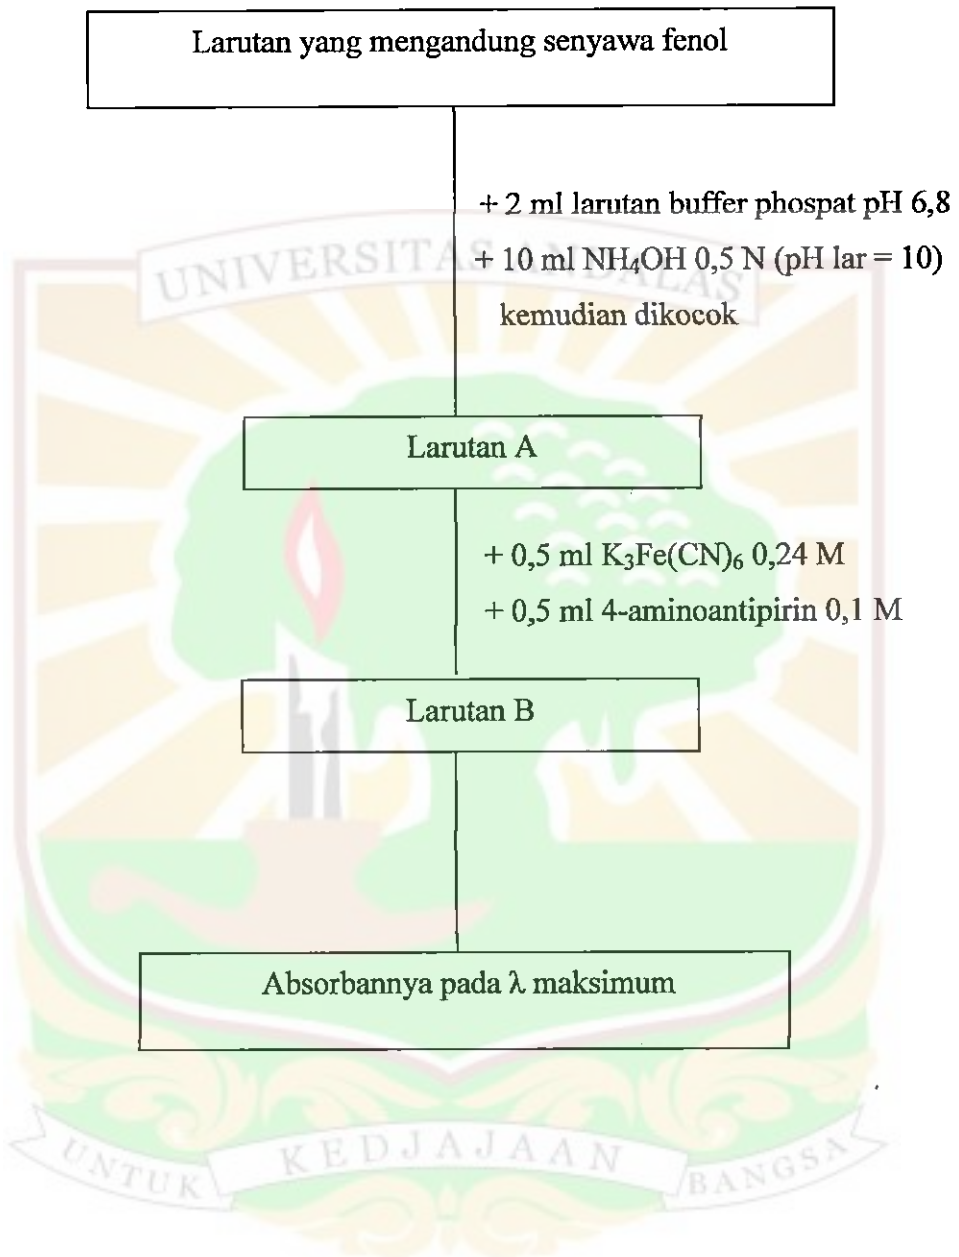 Larutan yang mengandung senyawa fenol
+ 2 ml larutan buffer phospat pH 6,8
+ 10 ml NH₄OH 0,5 N (pH lar = 10)
kemudian dikocok
UNIVERSITAS ANDALAS
Larutan A
+ 0,5 ml K₃Fe(CN)₆ 0,24 M
+ 0,5 ml 4-aminoantipirin 0,1 M
Larutan B
Absorbannya pada λ maksimum
UNTUK KEDJAJAAN BANGSA